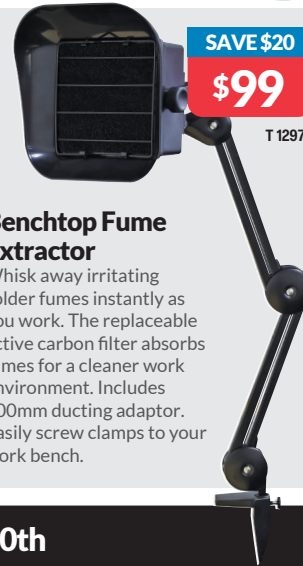 SAVE $20
$99
T 1297
Benchtop Fume
Extractor
Whisk away irritating
solder fumes instantly as
you work. The replaceable
active carbon filter absorbs
fumes for a cleaner work
environment. Includes
100mm ducting adaptor.
Easily screw clamps to your
work bench.
0th